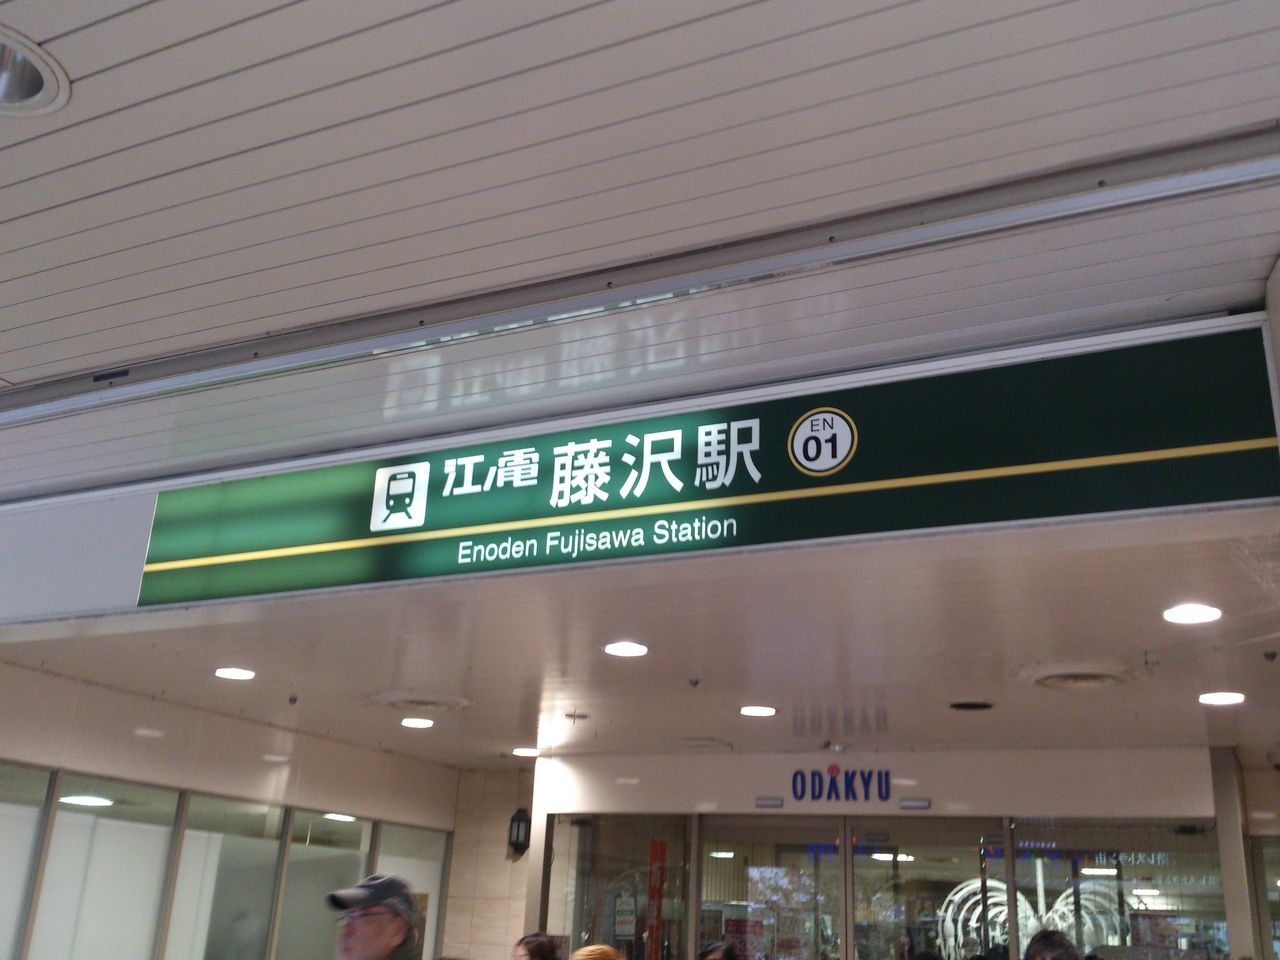 江ノ電 藤沢駅
EN
01
Enoden Fujisawa Station
ODAKYU